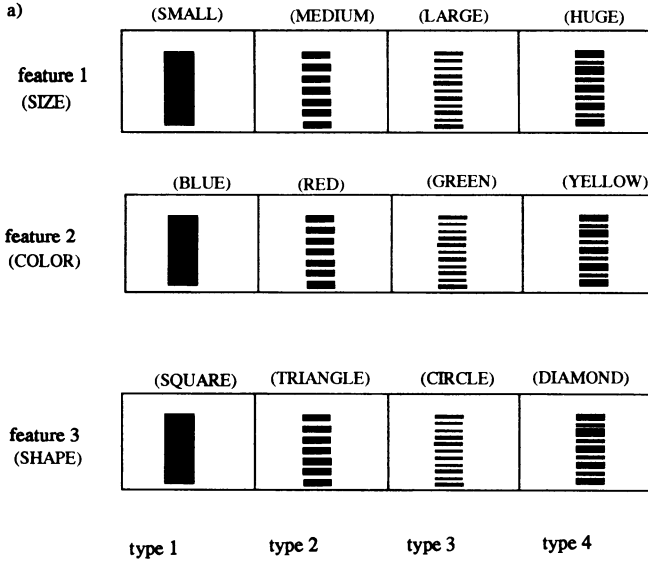 a)
(SMALL) (MEDIUM) (LARGE) (HUGE)
feature 1
(SIZE)
(BLUE) (RED) (GREEN) (YELLOW)
feature 2
(COLOR)
(SQUARE) (TRIANGLE) (CIRCLE) (DIAMOND)
feature 3
(SHAPE)
type 1 type 2 type 3 type 4